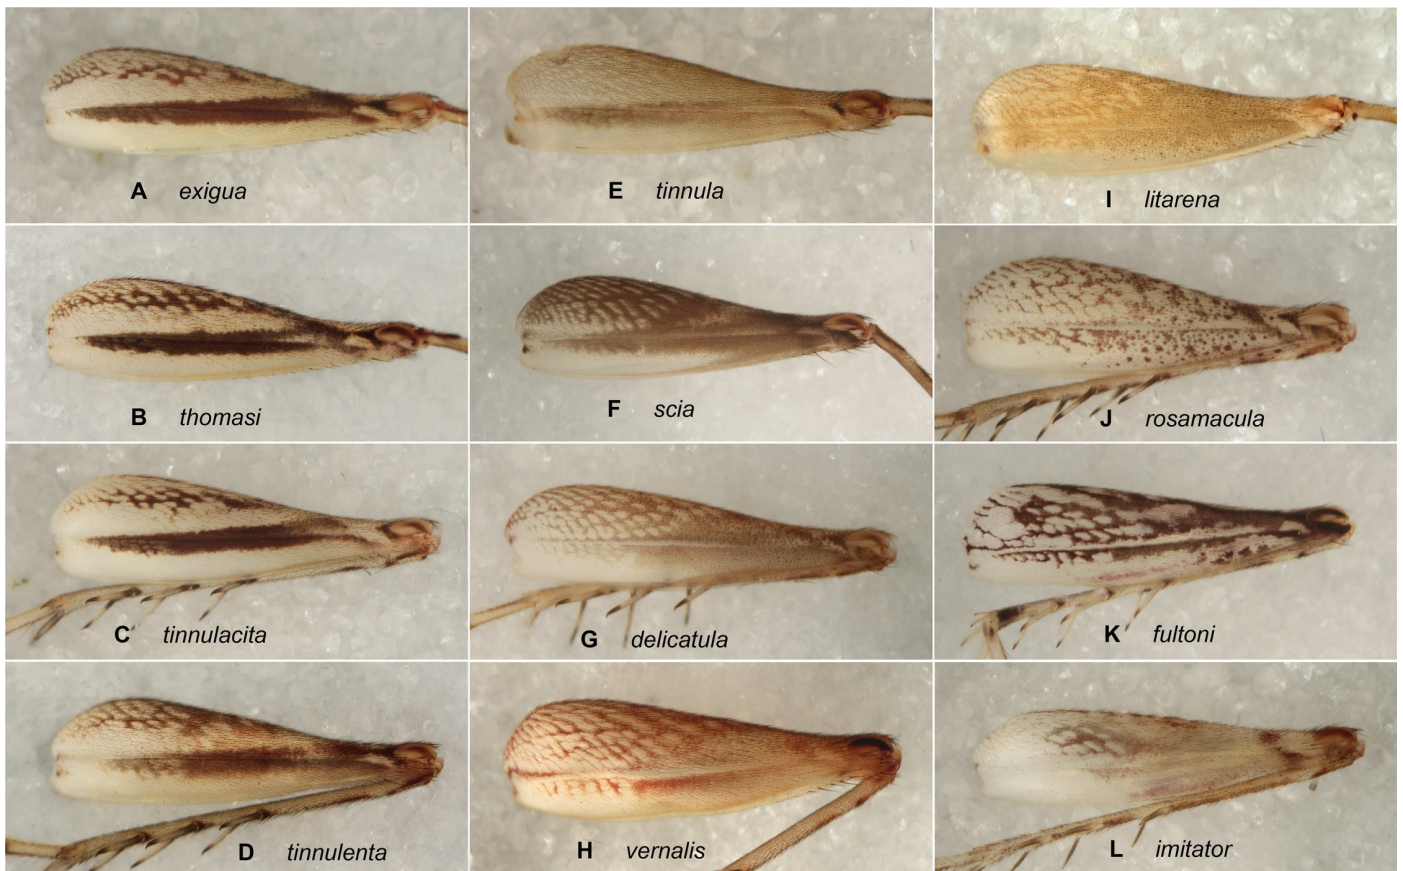 A exigua
E tinnula
I litarena
B thomasi
F scia
J rosamacula
C tinnulacita
G delicatula
K fultoni
D tinnulenta
H vernalis
L imitator